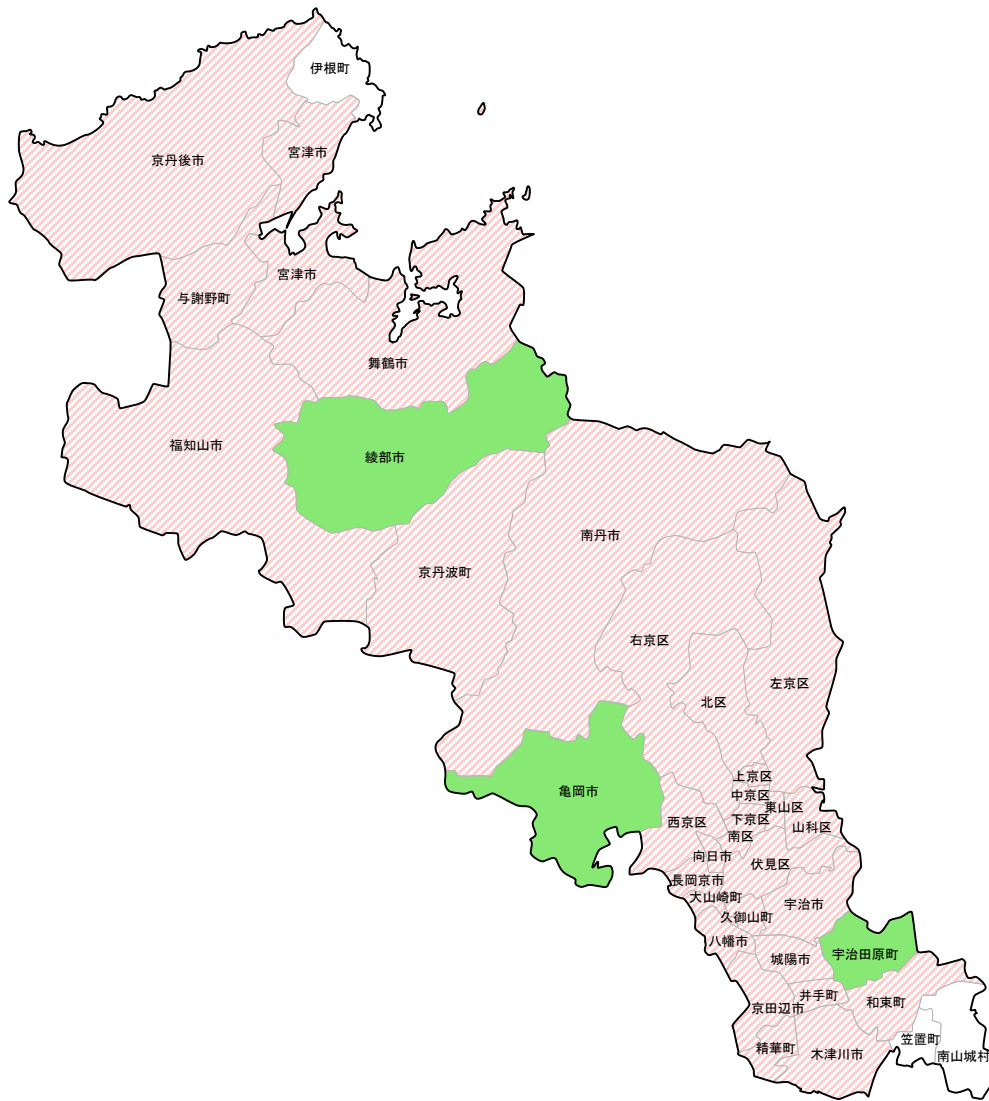 伊根町
京丹後市
宮津市
宮津市
与謝野町
舞鶴市
福知山市
綾部市
南丹市
京丹波町
右京区
左京区
北区
上京区
亀岡市
中京区
東山区
下京区
西京区
山科区
南区
向日市
伏見区
長岡京市
大山崎町
宇治市
久御山町
八幡市
宇治田原町
城陽市
井手町
和束町
京田辺市
笠置町
精華町
木津川市
南山城村